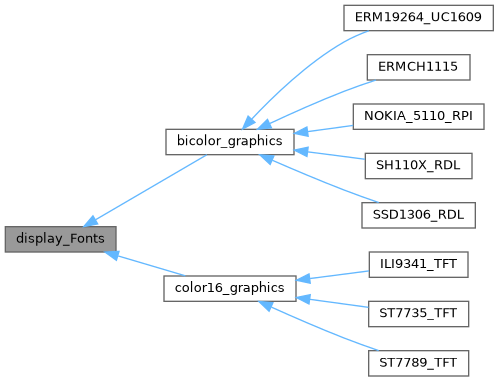 ERM19264_UC1609
ERMCH1115
NOKIA_5110_RPI
bicolor_graphics
SH110X_RDL
SSD1306_RDL
display_Fonts
ILI9341_TFT
color16_graphics
ST7735_TFT
ST7789_TFT